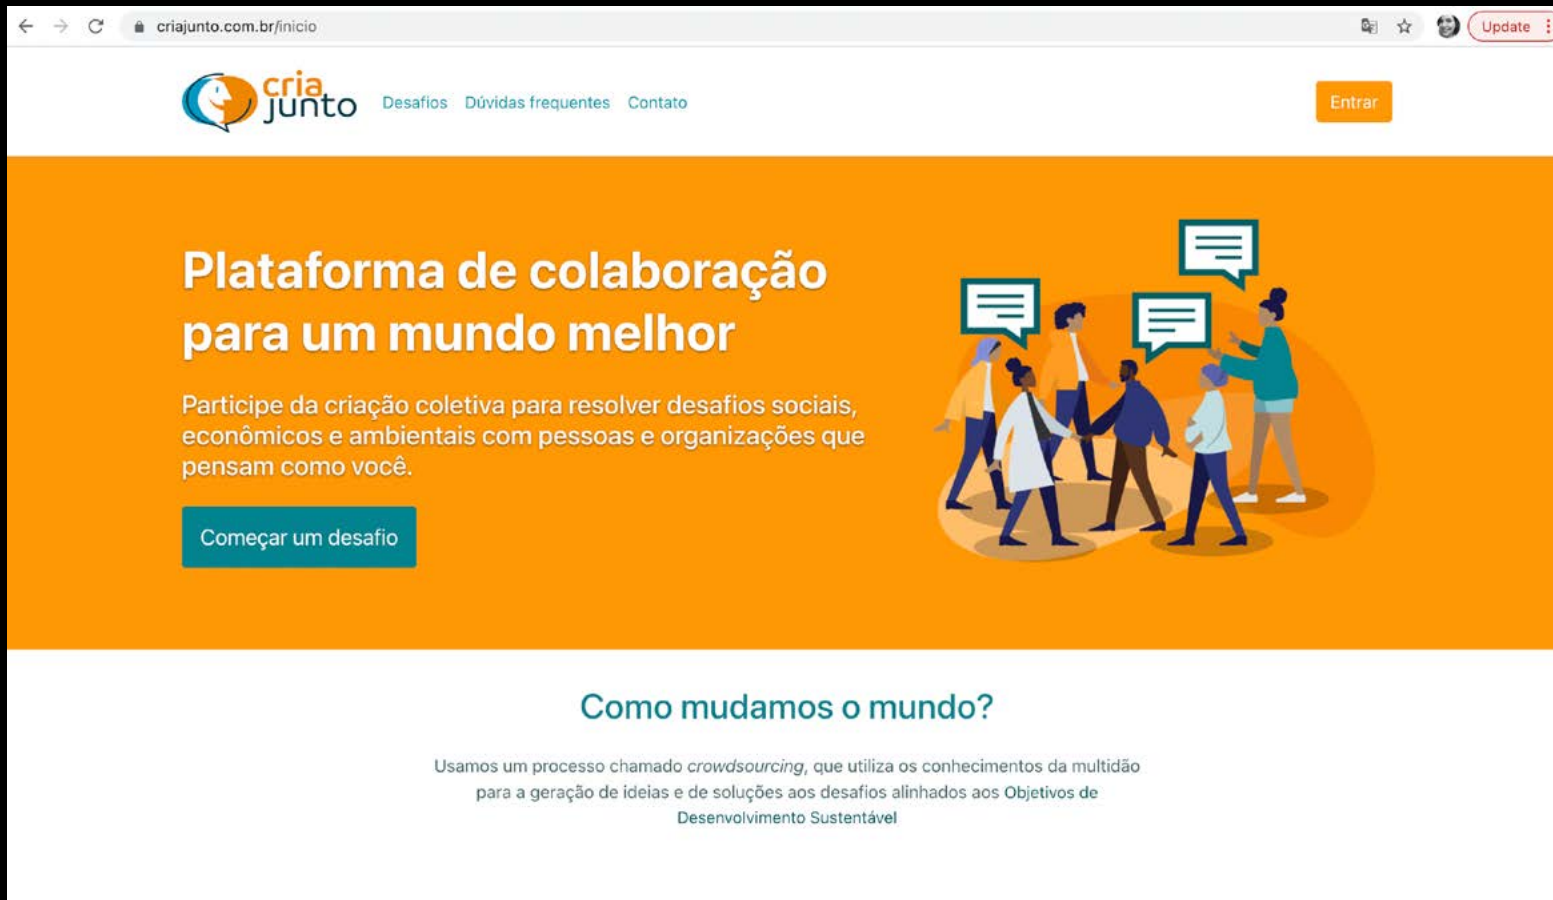 criajunto.com.br/inicio
Update
cria
junto
Desafios Dúvidas frequentes Contato
Entrar
Plataforma de colaboração
para um mundo melhor
Participe da criação coletiva para resolver desafios sociais,
econômicos e ambientais com pessoas e organizações que
pensam como você.
Começar um desafio
Como mudamos o mundo?
Usamos um processo chamado crowdsourcing, que utiliza os conhecimentos da multidão
para a geração de ideias e de soluções aos desafios alinhados aos Objetivos de
Desenvolvimento Sustentável